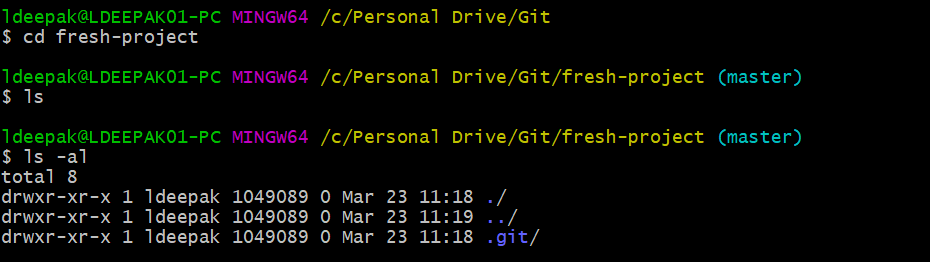 ldeepak@LDEEPAK01-PC MINGW64 /c/Personal Drive/Git
$ cd fresh-project
ldeepak@LDEEPAK01-PC MINGW64 /c/Personal Drive/Git/fresh-project (master)
$ ls
ldeepak@LDEEPAK01-PC MINGW64 /c/Personal Drive/Git/fresh-project (master)
$ ls -al
total 8
drwxr-xr-x 1 ldeepak 1049089 0 Mar 23 11:18 ./
drwxr-xr-x 1 ldeepak 1049089 0 Mar 23 11:19 ../
drwxr-xr-x 1 ldeepak 1049089 0 Mar 23 11:18 .git/